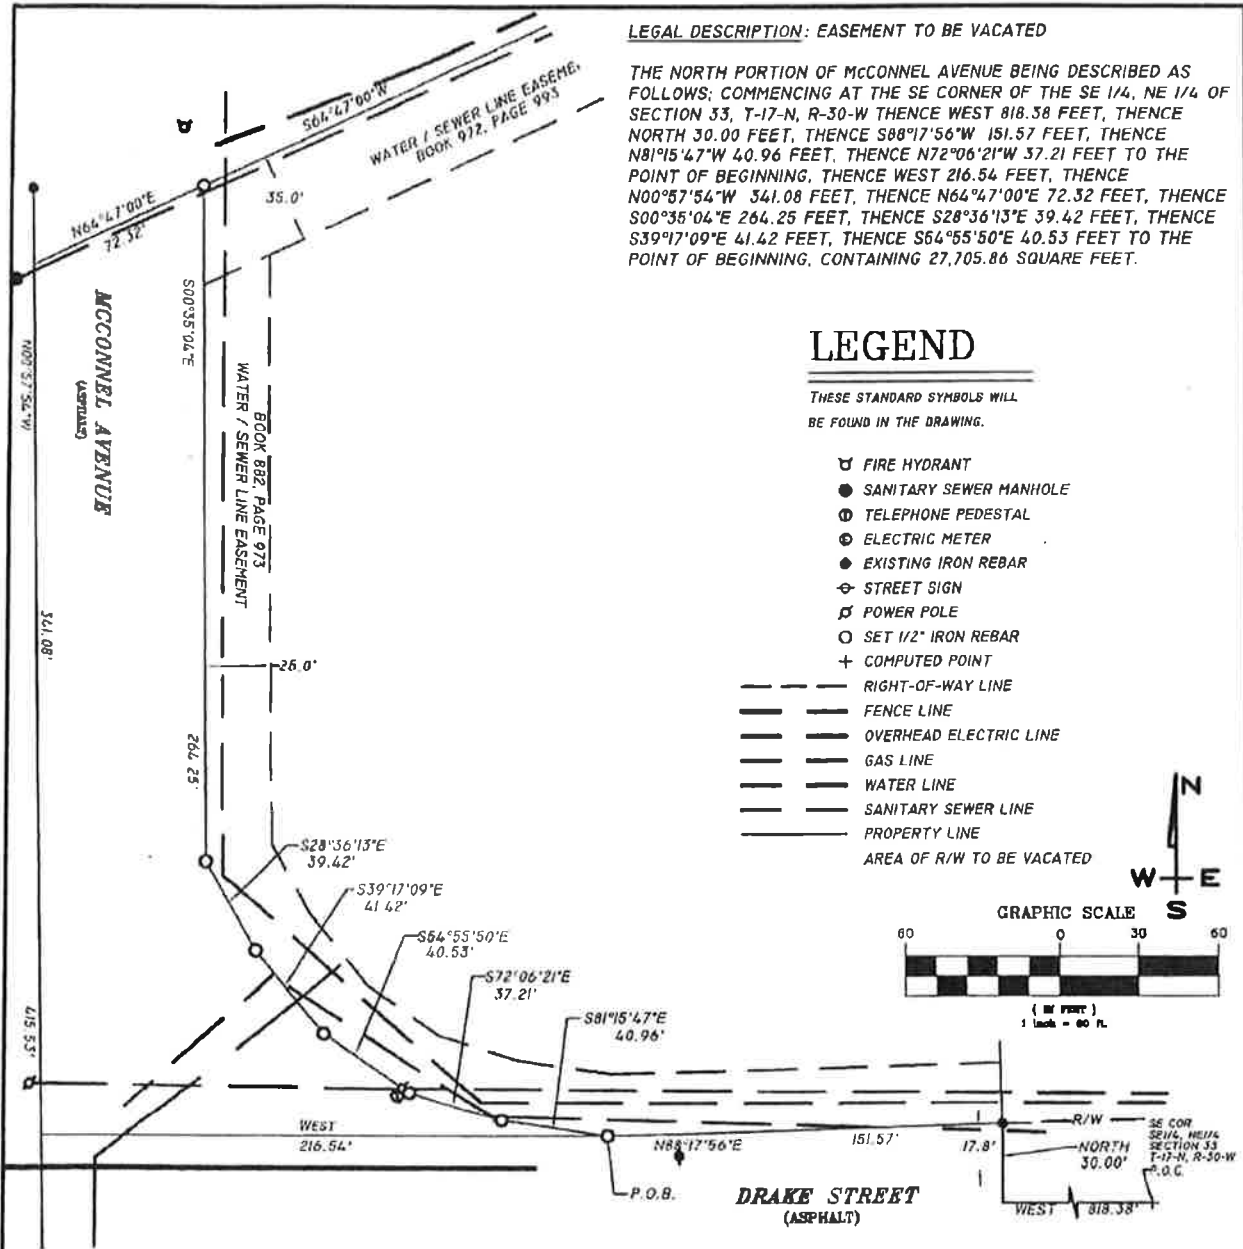 LEGAL DESCRIPTION: EASEMENT TO BE VACATED
THE NORTH PORTION OF McCONNEL AVENUE BEING DESCRIBED AS
FOLLOWS; COMMENCING AT THE SE CORNER OF THE SE 1/4, NE 1/4 OF
SECTION 33, T-17-N, R-30-W THENCE WEST 818.38 FEET, THENCE
NORTH 30.00 FEET, THENCE S88°17'56"W 151.57 FEET, THENCE
N81°15'47"W 40.96 FEET, THENCE N72°06'21"W 37.21 FEET TO THE
POINT OF BEGINNING, THENCE WEST 216.54 FEET, THENCE
N00°57'54"W 341.08 FEET, THENCE N64°47'00"E 72.32 FEET, THENCE
S00°35'04"E 264.25 FEET, THENCE S28°36'13"E 39.42 FEET, THENCE
S39°17'09"E 41.42 FEET, THENCE S54°55'50"E 40.53 FEET TO THE
POINT OF BEGINNING, CONTAINING 27,705.86 SQUARE FEET.
S64°47'00"W
WATER / SEWER LINE EASEME.
BOOK 972, PAGE 993
35.0'
N64°47'00"E
72.32'
S00°35'04"E
MCCONNEL AVENUE
(ASPHALT)
N00°57'54"W
341.08'
BOOK 882, PAGE 973
WATER / SEWER LINE EASEMENT
26.0'
264.25'
LEGEND
THESE STANDARD SYMBOLS WILL
BE FOUND IN THE DRAWING.
FIRE HYDRANT
SANITARY SEWER MANHOLE
TELEPHONE PEDESTAL
ELECTRIC METER
EXISTING IRON REBAR
STREET SIGN
POWER POLE
SET 1/2" IRON REBAR
COMPUTED POINT
RIGHT-OF-WAY LINE
FENCE LINE
OVERHEAD ELECTRIC LINE
GAS LINE
WATER LINE
SANITARY SEWER LINE
PROPERTY LINE
AREA OF R/W TO BE VACATED
N
W E
S
GRAPHIC SCALE
60 0 30 60
( IN FEET )
1 inch = 60 ft.
S28°36'13"E
39.42'
S39°17'09"E
41.42'
S54°55'50"E
40.53'
S72°06'21"E
37.21'
S81°15'47"E
40.96'
415.53'
WEST
216.54'
N88°17'56"E
151.57'
17.8'
R/W
NORTH
30.00'
SE COR
SE1/4, NE1/4
SECTION 33
T-17-N, R-30-W
P.O.C.
P.O.B.
DRAKE STREET
(ASPHALT)
WEST 818.38'